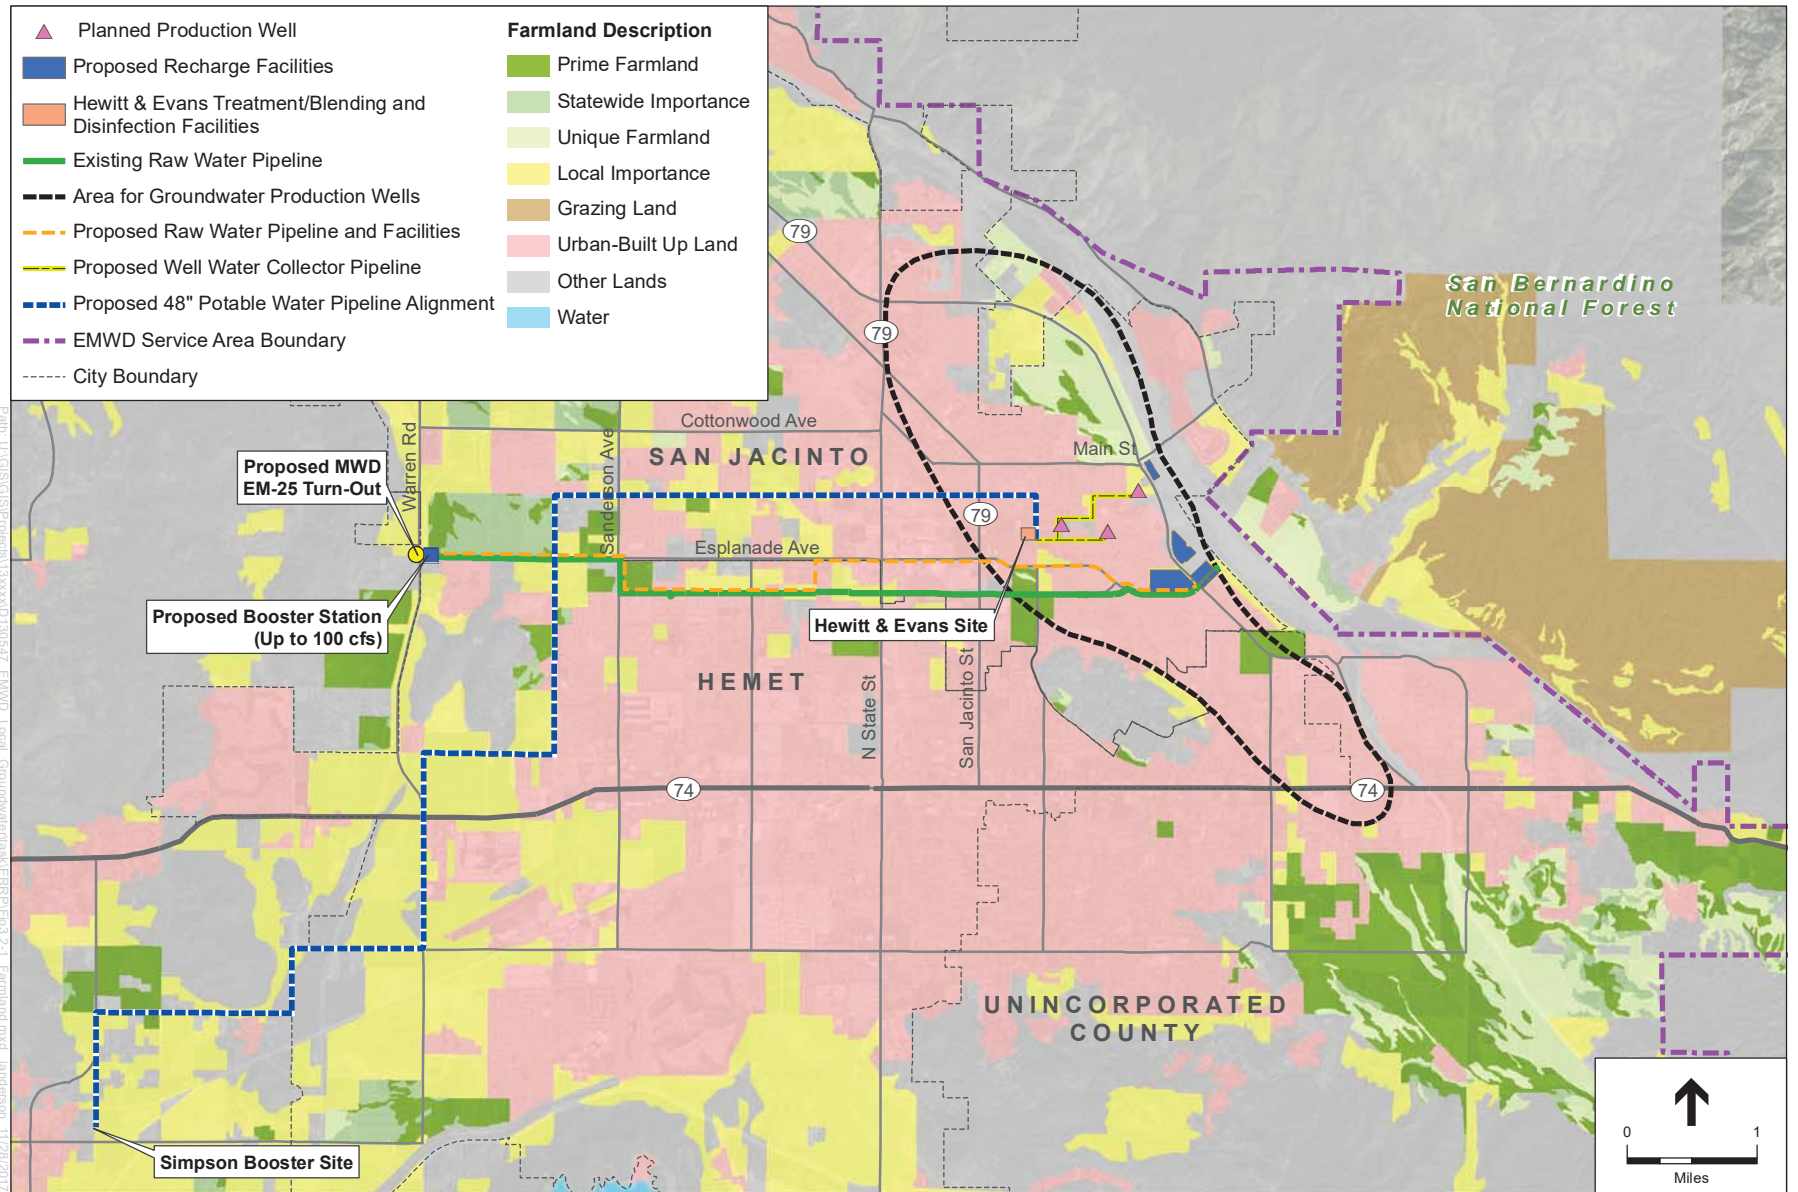 Planned Production Well
Proposed Recharge Facilities
Hewitt & Evans Treatment/Blending and
Disinfection Facilities
Existing Raw Water Pipeline
Area for Groundwater Production Wells
Proposed Raw Water Pipeline and Facilities
Proposed Well Water Collector Pipeline
Proposed 48" Potable Water Pipeline Alignment
EMWD Service Area Boundary
City Boundary
Farmland Description
Prime Farmland
Statewide Importance
Unique Farmland
Local Importance
Grazing Land
Urban-Built Up Land
Other Lands
Water
79
San Bernardino
National Forest
79
Cottonwood Ave
Main St
SAN JACINTO
Warren Rd
Sanderson Ave
Proposed MWD
EM-25 Turn-Out
79
Esplanade Ave
Proposed Booster Station
(Up to 100 cfs)
Hewitt & Evans Site
HEMET
N State St
San Jacinto St
74
74
UNINCORPORATED
COUNTY
Simpson Booster Site
0
1
Miles